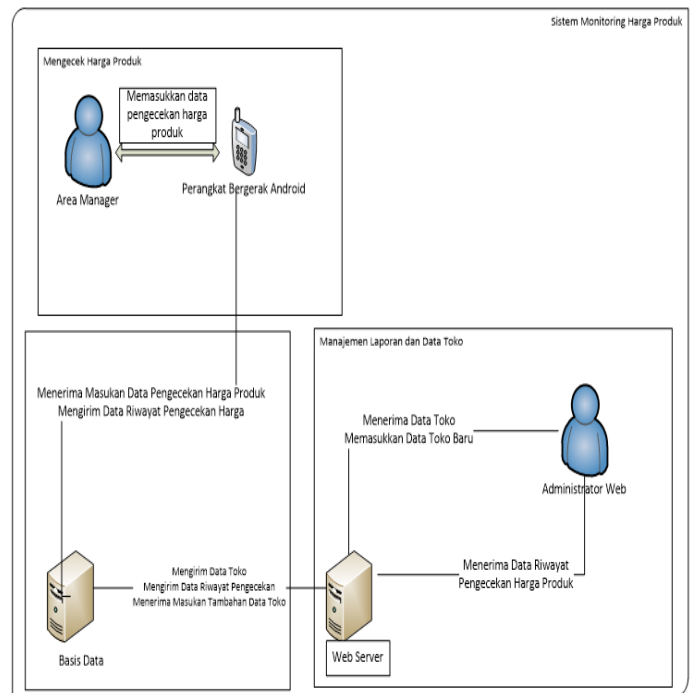 Sistem Monitoring Harga Produk
Mengecek Harga Produk
Memasukkan data
pengecekan harga
produk
Area Manager
Perangkat Bergerak Android
Menerima Masukan Data Pengecekan Harga Produk
Mengirim Data Riwayat Pengecekan Harga
Basis Data
Mengirim Data Toko
Mengirim Data Riwayat Pengecekan
Menerima Masukan Tambahan Data Toko
Manajemen Laporan dan Data Toko
Menerima Data Toko
Memasukkan Data Toko Baru
Administrator Web
Menerima Data Riwayat
Pengecekan Harga Produk
Web Server